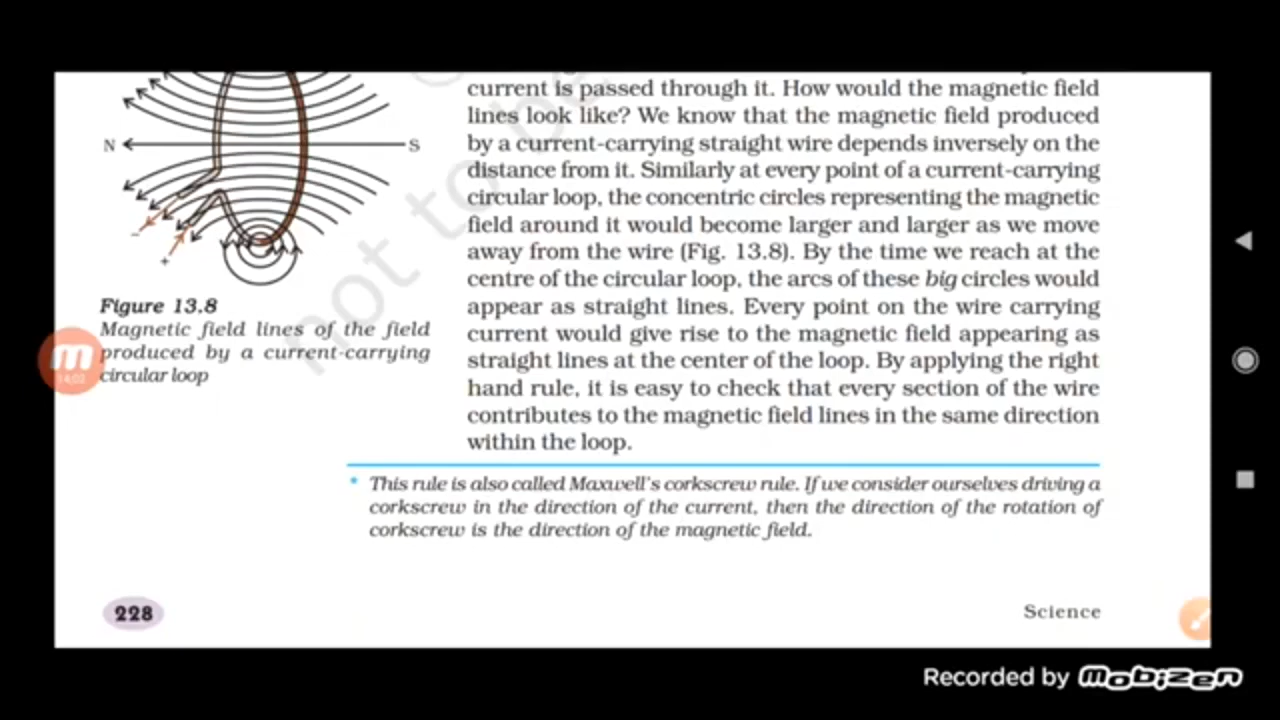 current is passed through it. How would the magnetic field
lines look like? We know that the magnetic field produced
by a current-carrying straight wire depends inversely on the
distance from it. Similarly at every point of a current-carrying
circular loop, the concentric circles representing the magnetic
field around it would become larger and larger as we move
away from the wire (Fig. 13.8). By the time we reach at the
centre of the circular loop, the arcs of these big circles would
appear as straight lines. Every point on the wire carrying
current would give rise to the magnetic field appearing as
straight lines at the center of the loop. By applying the right
hand rule, it is easy to check that every section of the wire
contributes to the magnetic field lines in the same direction
within the loop.
N
S
−
+
Figure 13.8
Magnetic field lines of the field
produced by a current-carrying
circular loop
m
14:02
* This rule is also called Maxwell's corkscrew rule. If we consider ourselves driving a
corkscrew in the direction of the current, then the direction of the rotation of
corkscrew is the direction of the magnetic field.
228
Science
not to be
Recorded by mobizen